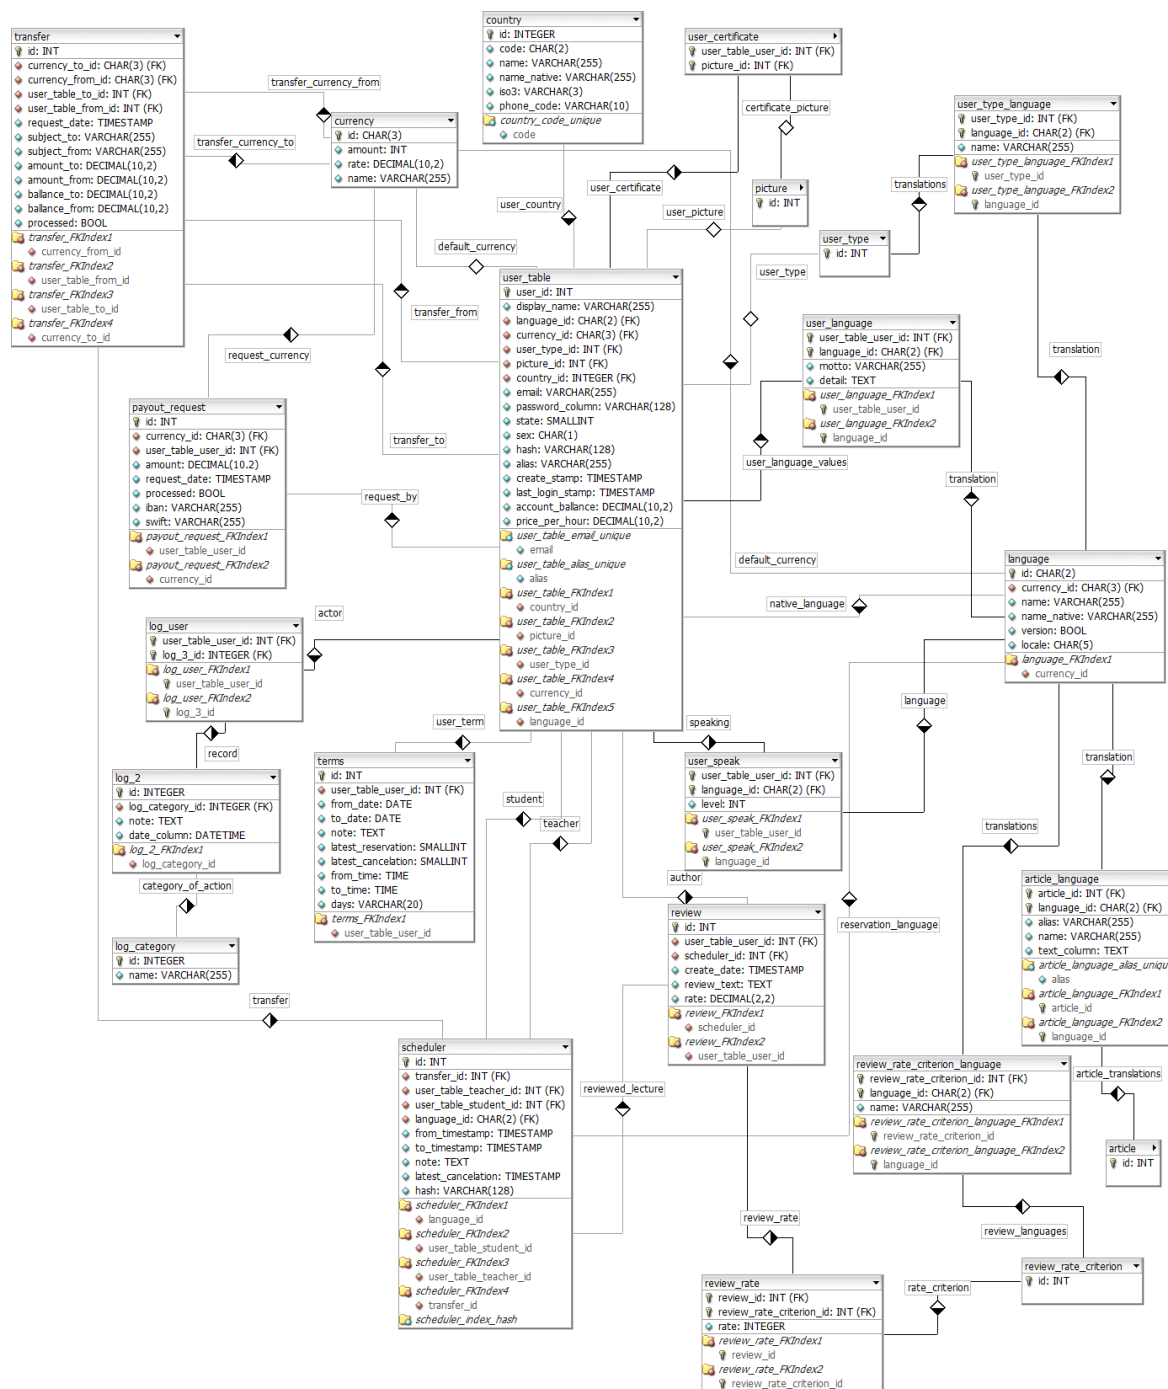 transfer
id: INT
currency_to_id: CHAR(3) (FK)
currency_from_id: CHAR(3) (FK)
user_table_to_id: INT (FK)
user_table_from_id: INT (FK)
request_date: TIMESTAMP
subject_to: VARCHAR(255)
subject_from: VARCHAR(255)
amount_to: DECIMAL(10,2)
amount_from: DECIMAL(10,2)
ballance_to: DECIMAL(10,2)
ballance_from: DECIMAL(10,2)
processed: BOOL
transfer_FKIndex1
currency_from_id
transfer_FKIndex2
user_table_from_id
transfer_FKIndex3
user_table_to_id
transfer_FKIndex4
currency_to_id
country
id: INTEGER
code: CHAR(2)
name: VARCHAR(255)
name_native: VARCHAR(255)
iso3: VARCHAR(3)
phone_code: VARCHAR(10)
country_code_unique
code
user_certificate
user_table_user_id: INT (FK)
picture_id: INT (FK)
transfer_currency_from
certificate_picture
currency
id: CHAR(3)
amount: INT
rate: DECIMAL(10,2)
name: VARCHAR(255)
transfer_currency_to
user_type_language
user_type_id: INT (FK)
language_id: CHAR(2) (FK)
name: VARCHAR(255)
user_type_language_FKIndex1
user_type_id
user_type_language_FKIndex2
language_id
user_certificate
picture
id: INT
translations
user_country
user_picture
user_type
id: INT
default_currency
user_type
user_table
user_id: INT
display_name: VARCHAR(255)
language_id: CHAR(2) (FK)
currency_id: CHAR(3) (FK)
user_type_id: INT (FK)
picture_id: INT (FK)
country_id: INTEGER (FK)
email: VARCHAR(255)
password_column: VARCHAR(128)
state: SMALLINT
sex: CHAR(1)
hash: VARCHAR(128)
alias: VARCHAR(255)
create_stamp: TIMESTAMP
last_login_stamp: TIMESTAMP
account_ballance: DECIMAL(10,2)
price_per_hour: DECIMAL(10,2)
user_table_email_unique
email
user_table_alias_unique
alias
user_table_FKIndex1
country_id
user_table_FKIndex2
picture_id
user_table_FKIndex3
user_type_id
user_table_FKIndex4
currency_id
user_table_FKIndex5
language_id
transfer_from
user_language
user_table_user_id: INT (FK)
language_id: CHAR(2) (FK)
motto: VARCHAR(255)
detail: TEXT
user_language_FKIndex1
user_table_user_id
user_language_FKIndex2
language_id
translation
request_currency
payout_request
id: INT
currency_id: CHAR(3) (FK)
user_table_user_id: INT (FK)
amount: DECIMAL(10.2)
request_date: TIMESTAMP
processed: BOOL
iban: VARCHAR(255)
swift: VARCHAR(255)
payout_request_FKIndex1
user_table_user_id
payout_request_FKIndex2
currency_id
transfer_to
user_language_values
translation
request_by
default_currency
language
id: CHAR(2)
currency_id: CHAR(3) (FK)
name: VARCHAR(255)
name_native: VARCHAR(255)
version: BOOL
locale: CHAR(5)
language_FKIndex1
currency_id
native_language
actor
log_user
user_table_user_id: INT (FK)
log_3_id: INTEGER (FK)
log_user_FKIndex1
user_table_user_id
log_user_FKIndex2
log_3_id
language
user_term
speaking
record
terms
id: INT
user_table_user_id: INT (FK)
from_date: DATE
to_date: DATE
note: TEXT
latest_reservation: SMALLINT
latest_cancelation: SMALLINT
from_time: TIME
to_time: TIME
days: VARCHAR(20)
terms_FKIndex1
user_table_user_id
user_speak
user_table_user_id: INT (FK)
language_id: CHAR(2) (FK)
level: INT
user_speak_FKIndex1
user_table_user_id
user_speak_FKIndex2
language_id
translation
log_2
id: INTEGER
log_category_id: INTEGER (FK)
note: TEXT
date_column: DATETIME
log_2_FKIndex1
log_category_id
student
teacher
translations
category_of_action
author
article_language
article_id: INT (FK)
language_id: CHAR(2) (FK)
alias: VARCHAR(255)
name: VARCHAR(255)
text_column: TEXT
article_language_alias_uniqu
alias
article_language_FKIndex1
article_id
article_language_FKIndex2
language_id
review
id: INT
user_table_user_id: INT (FK)
scheduler_id: INT (FK)
create_date: TIMESTAMP
review_text: TEXT
rate: DECIMAL(2,2)
review_FKIndex1
scheduler_id
review_FKIndex2
user_table_user_id
reservation_language
log_category
id: INTEGER
name: VARCHAR(255)
transfer
scheduler
id: INT
transfer_id: INT (FK)
user_table_teacher_id: INT (FK)
user_table_student_id: INT (FK)
language_id: CHAR(2) (FK)
from_timestamp: TIMESTAMP
to_timestamp: TIMESTAMP
note: TEXT
latest_cancelation: TIMESTAMP
hash: VARCHAR(128)
scheduler_FKIndex1
language_id
scheduler_FKIndex2
user_table_student_id
scheduler_FKIndex3
user_table_teacher_id
scheduler_FKIndex4
transfer_id
scheduler_index_hash
reviewed_lecture
review_rate_criterion_language
review_rate_criterion_id: INT (FK)
language_id: CHAR(2) (FK)
name: VARCHAR(255)
review_rate_criterion_language_FKIndex1
review_rate_criterion_id
review_rate_criterion_language_FKIndex2
language_id
article_translations
article
id: INT
review_rate
review_languages
review_rate_criterion
id: INT
rate_criterion
review_rate
review_id: INT (FK)
review_rate_criterion_id: INT (FK)
rate: INTEGER
review_rate_FKIndex1
review_id
review_rate_FKIndex2
review_rate_criterion_id